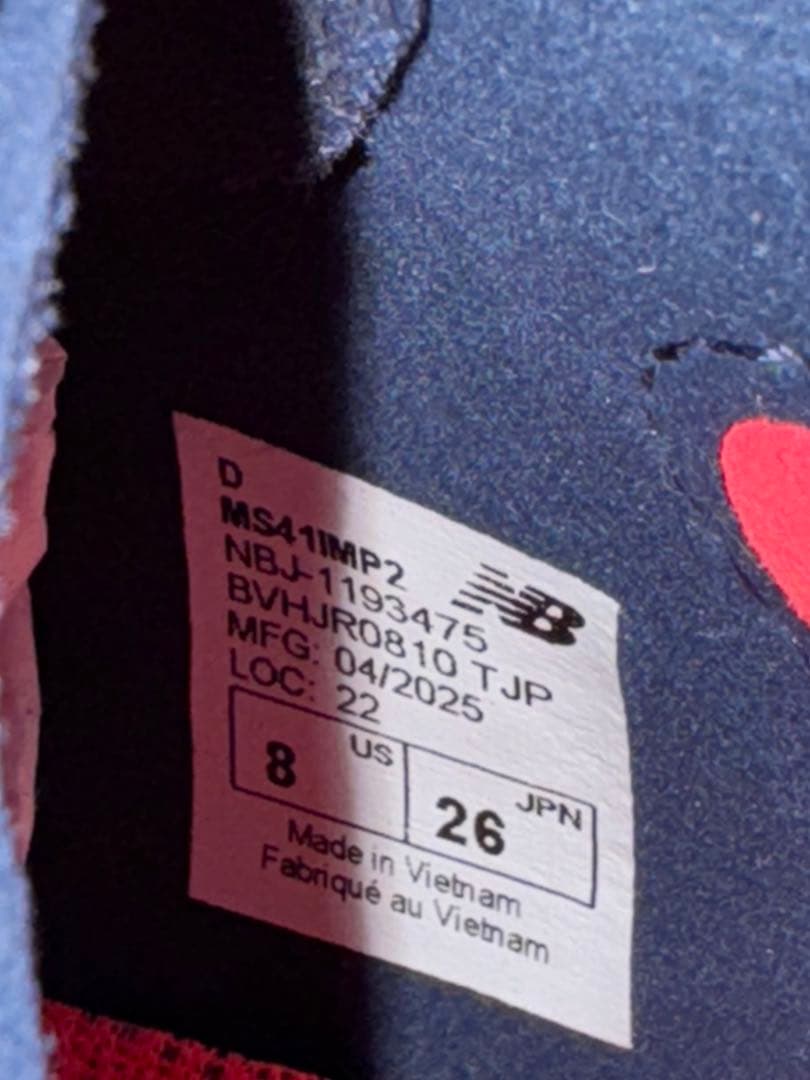 D
MS41IMP2
NBJ-1193475
BVHJR0810 TJP
MFG: 04/2025
LOC: 22
NB
8 US 26 JPN
Made in Vietnam
Fabriqué au Vietnam